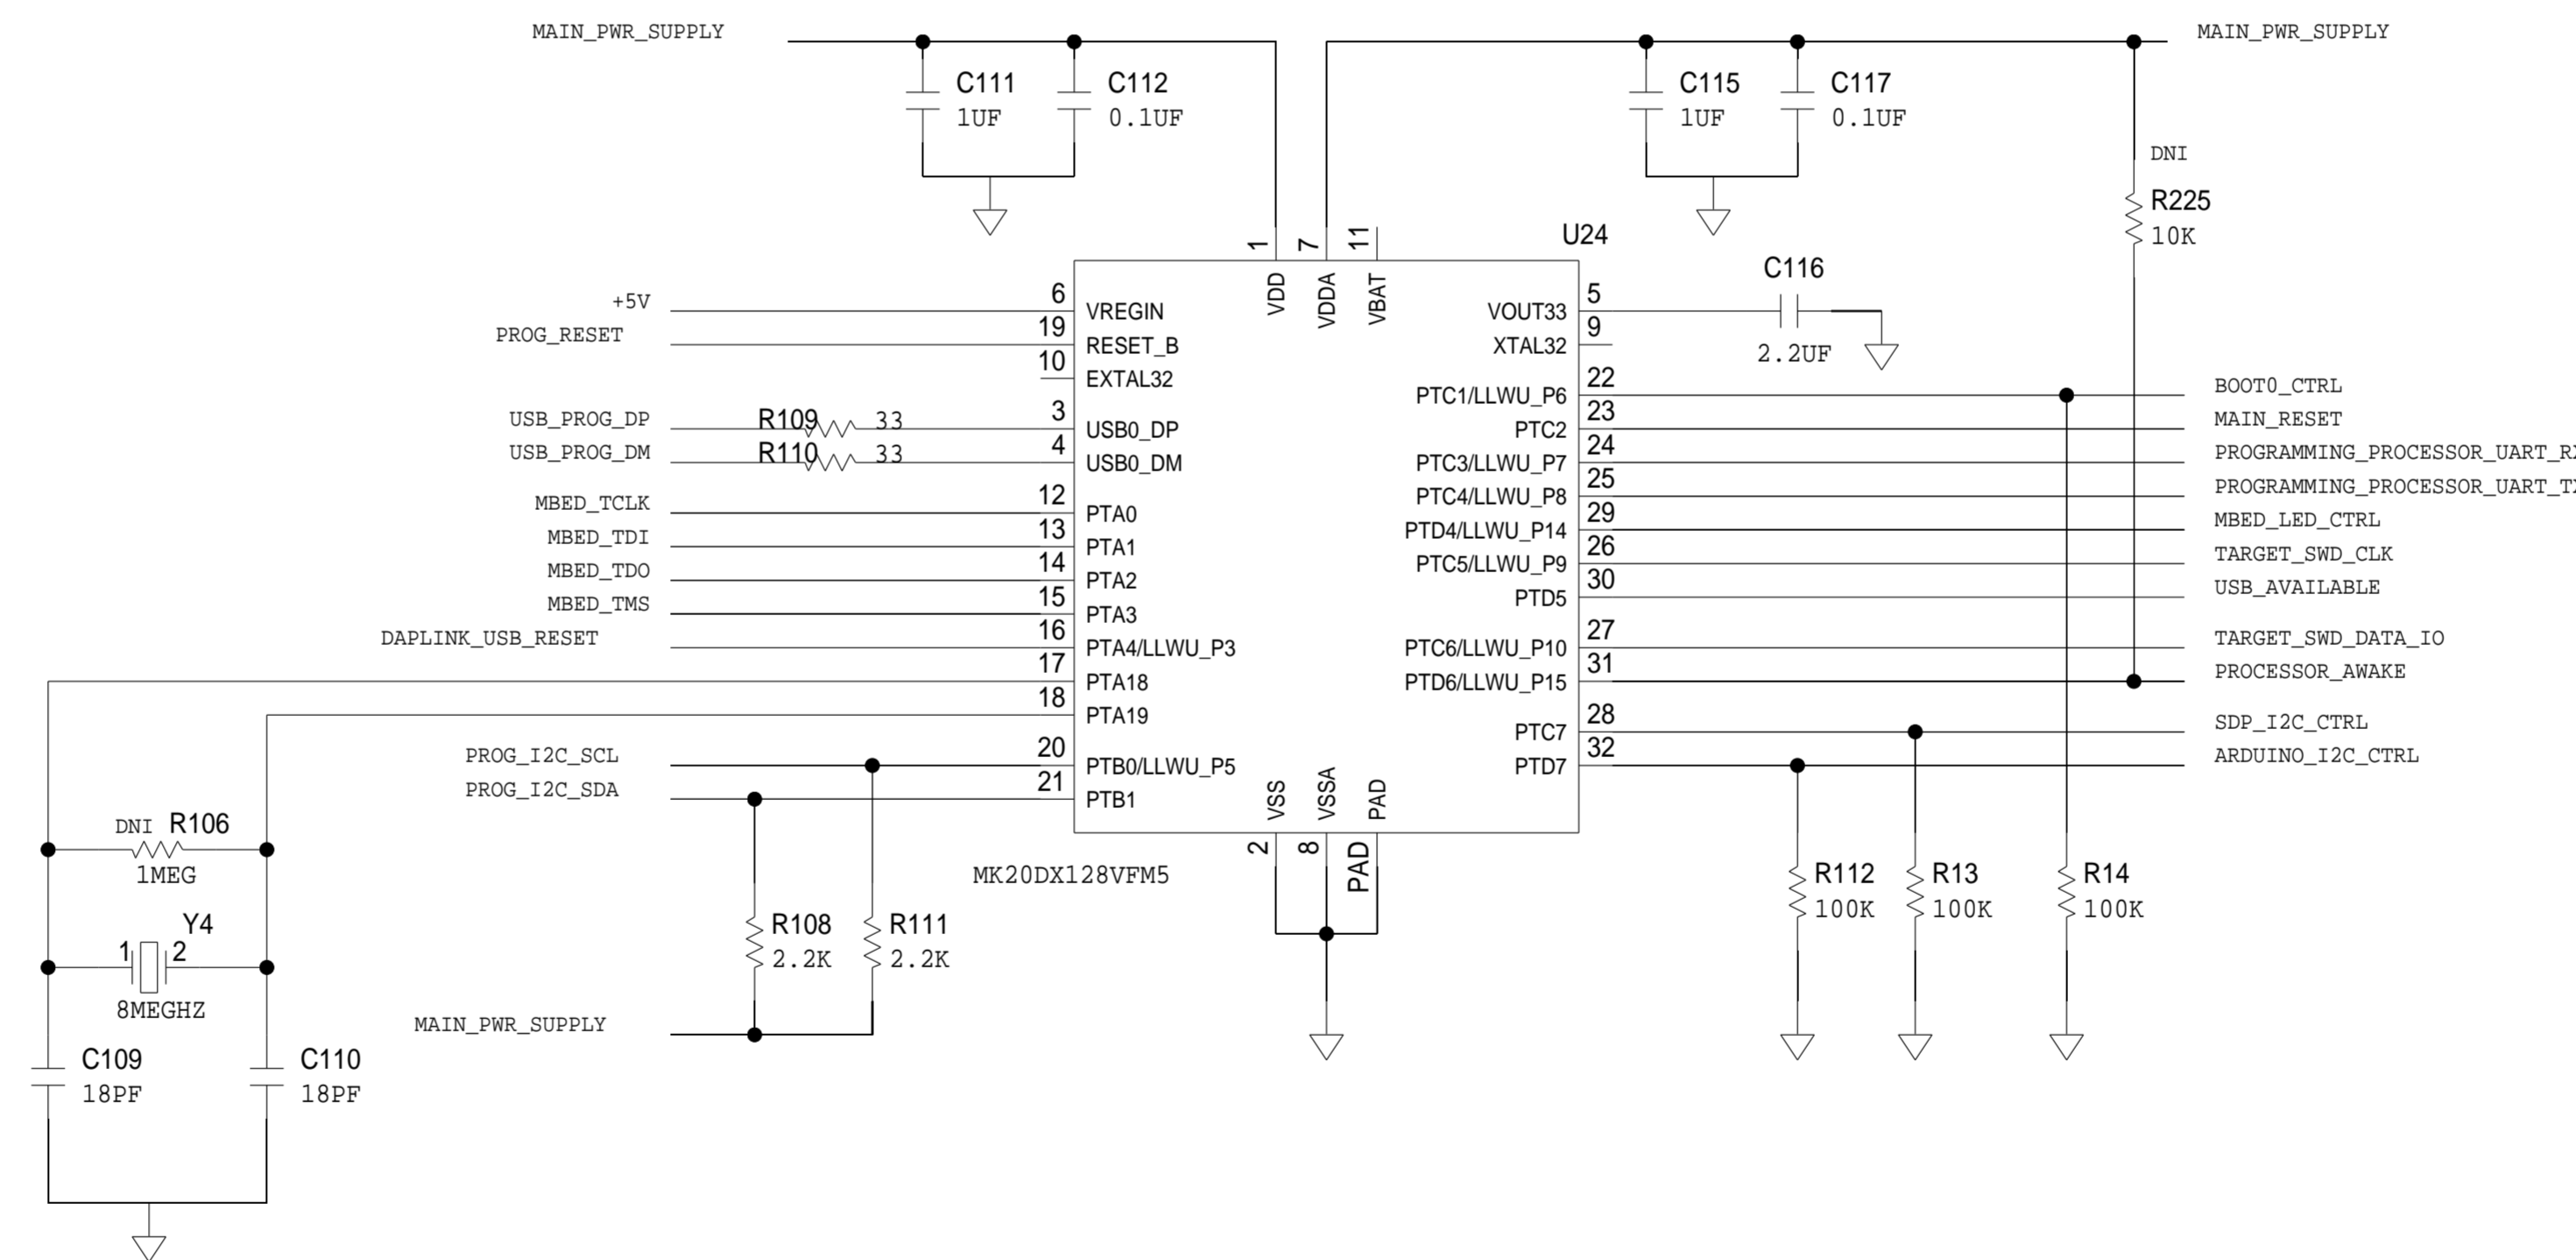 MAIN_PWR_SUPPLY
MAIN_PWR_SUPPLY
C111
1UF
C112
0.1UF
C115
1UF
C117
0.1UF
DNI
R225
10K
U24
1
7
11
VDD
VDDA
VBAT
C116
2.2UF
+5V
6
VREGIN
PROG_RESET
19
RESET_B
10
EXTAL32
USB_PROG_DP
R109
33
3
USB0_DP
USB_PROG_DM
R110
33
4
USB0_DM
MBED_TCLK
12
PTA0
MBED_TDI
13
PTA1
MBED_TDO
14
PTA2
MBED_TMS
15
PTA3
DAPLINK_USB_RESET
16
PTA4/LLWU_P3
17
PTA18
18
PTA19
PROG_I2C_SCL
20
PTB0/LLWU_P5
PROG_I2C_SDA
21
PTB1
VOUT33
5
XTAL32
9
PTC1/LLWU_P6
22
BOOT0_CTRL
PTC2
23
MAIN_RESET
PTC3/LLWU_P7
24
PROGRAMMING_PROCESSOR_UART_RX
PTC4/LLWU_P8
25
PROGRAMMING_PROCESSOR_UART_TX
PTD4/LLWU_P14
29
MBED_LED_CTRL
PTC5/LLWU_P9
26
TARGET_SWD_CLK
PTD5
30
USB_AVAILABLE
PTC6/LLWU_P10
27
TARGET_SWD_DATA_IO
PTD6/LLWU_P15
31
PROCESSOR_AWAKE
PTC7
28
SDP_I2C_CTRL
PTD7
32
ARDUINO_I2C_CTRL
VSS
VSSA
PAD
2
8
PAD
MK20DX128VFM5
DNI
R106
1MEG
Y4
1
2
8MEGHZ
C109
18PF
C110
18PF
R108
2.2K
R111
2.2K
MAIN_PWR_SUPPLY
R112
100K
R13
100K
R14
100K